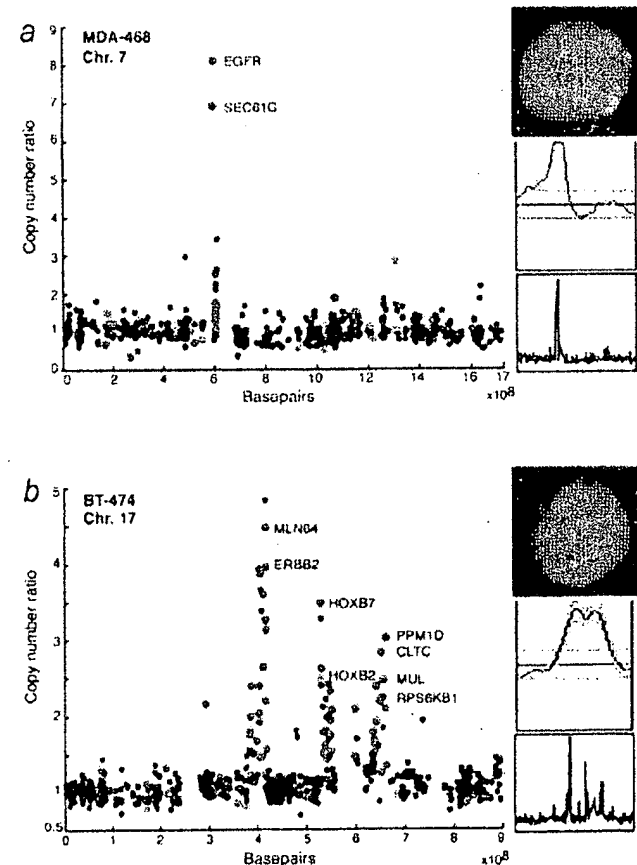 a
MDA-468
Chr. 7
Copy number ratio
9
8
7
6
5
4
3
2
1
0
EGFR
SEC61G
0 2 4 6 8 10 12 14 16 17
Basepairs
×10⁸
b
BT-474
Chr. 17
Copy number ratio
5
4
3
2
1
0.5
MLN64
ERBB2
HOXB7
PPM1D
CLTC
HOXB2
MUL
RPS6KB1
0 1 2 3 4 5 6 7 8 9
Basepairs
×10⁸